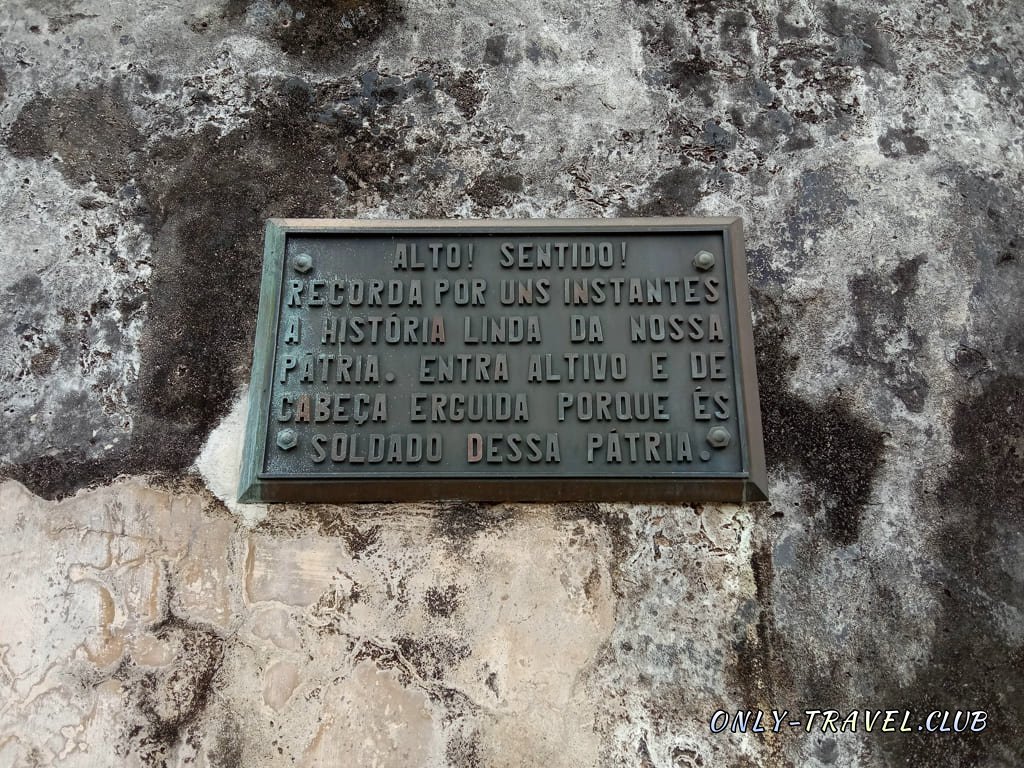 ALTO! SENTIDO!
RECORDA POR UNS INSTANTES
A HISTÓRIA LINDA DA NOSSA
PÁTRIA. ENTRA ALTIVO E DE
CABEÇA ERGUIDA PORQUE ÉS
SOLDADO DESSA PÁTRIA.
ONLY-TRAVEL.CLUB